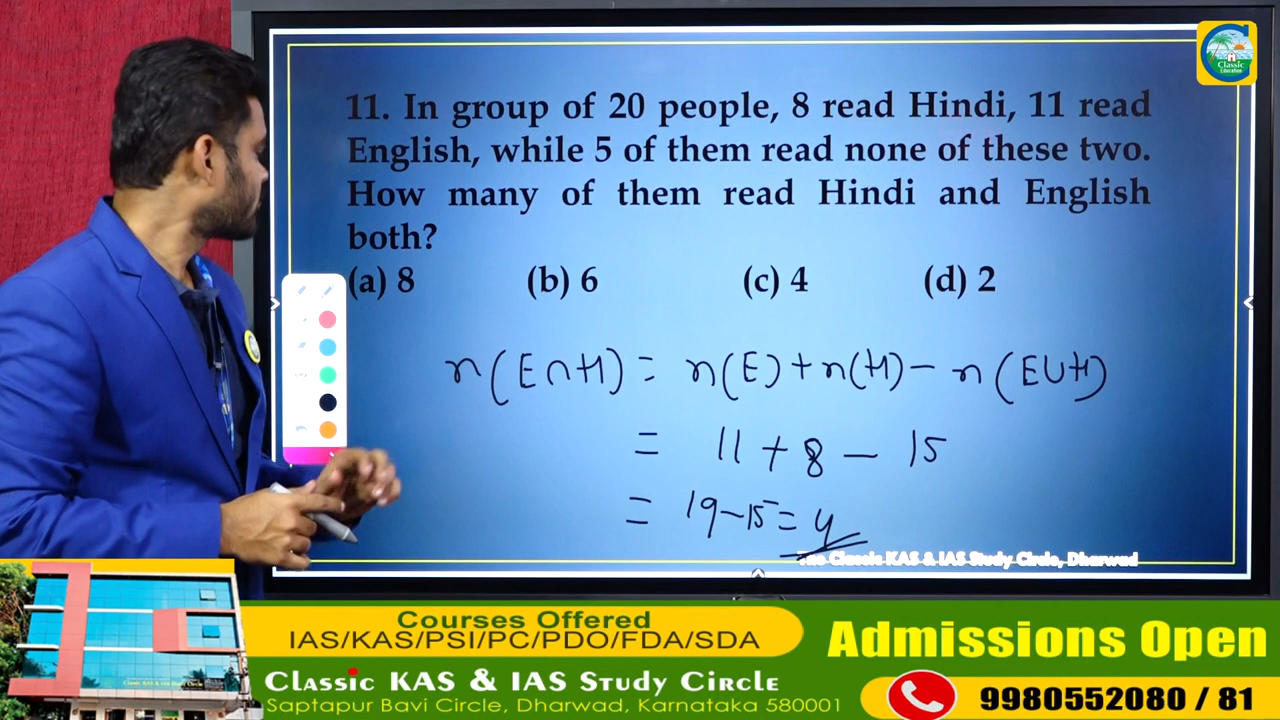 Classic
Education
11. In group of 20 people, 8 read Hindi, 11 read
English, while 5 of them read none of these two.
How many of them read Hindi and English
both?
(a) 8 (b) 6 (c) 4 (d) 2
n(E∩H) = n(E) + n(H) - n(E∪H)
= 11 + 8 - 15
= 19-15 = 4
The Classic KAS & IAS Study Circle, Dharwad
Courses Offered
IAS/KAS/PSI/PC/PDO/FDA/SDA
Classic KAS & IAS Study Circle
Saptapur Bavi Circle, Dharwad, Karnataka 580001
Admissions Open
9980552080 / 81